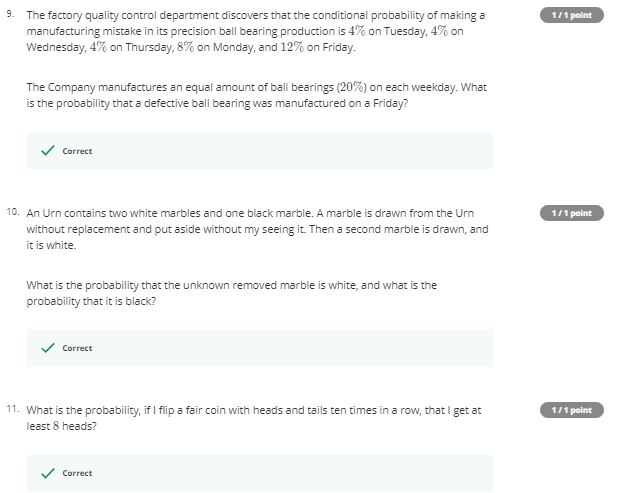 9. The factory quality control department discovers that the conditional probability of making a
1 / 1 point
manufacturing mistake in its precision ball bearing production is 4% on Tuesday, 4% on
Wednesday, 4% on Thursday, 8% on Monday, and 12% on Friday.
The Company manufactures an equal amount of ball bearings (20%) on each weekday. What
is the probability that a defective ball bearing was manufactured on a Friday?
Correct
10. An Urn contains two white marbles and one black marble. A marble is drawn from the Urn
1 / 1 point
without replacement and put aside without my seeing it. Then a second marble is drawn, and
it is white.
What is the probability that the unknown removed marble is white, and what is the
probability that it is black?
Correct
11. What is the probability, if I flip a fair coin with heads and tails ten times in a row, that I get at
1 / 1 point
least 8 heads?
Correct